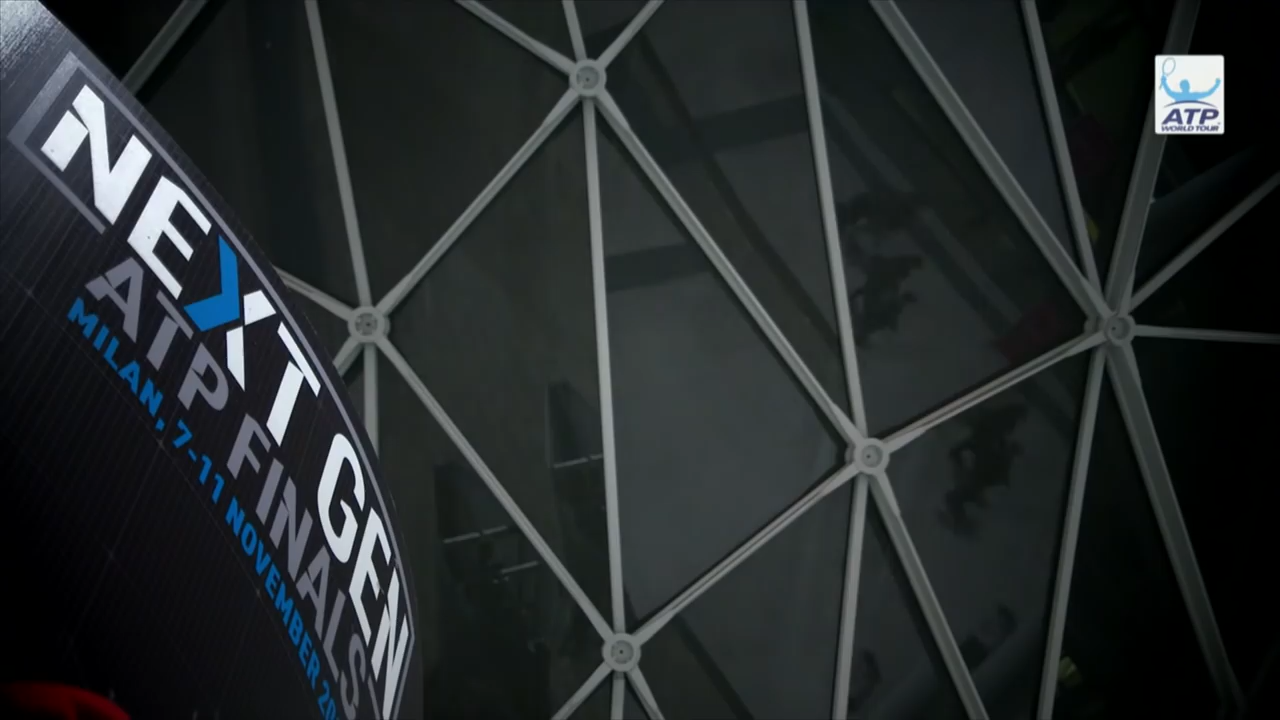 NEXT GEN
ATP FINALS
MILAN, 7-11 NOVEMBER
ATP
WORLD TOUR